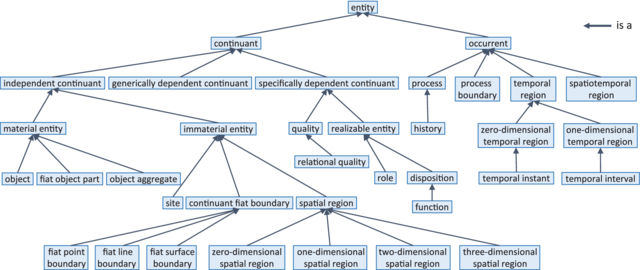 entity
is a
continuant
occurrent
independent continuant
generically dependent continuant
specifically dependent continuant
process
process
boundary
temporal
region
spatiotemporal
region
material entity
immaterial entity
quality
realizable entity
history
zero-dimensional
temporal region
one-dimensional
temporal region
relational quality
object
fiat object part
object aggregate
role
disposition
temporal instant
temporal interval
site
continuant fiat boundary
spatial region
function
fiat point
boundary
fiat line
boundary
fiat surface
boundary
zero-dimensional
spatial region
one-dimensional
spatial region
two-dimensional
spatial region
three-dimensional
spatial region